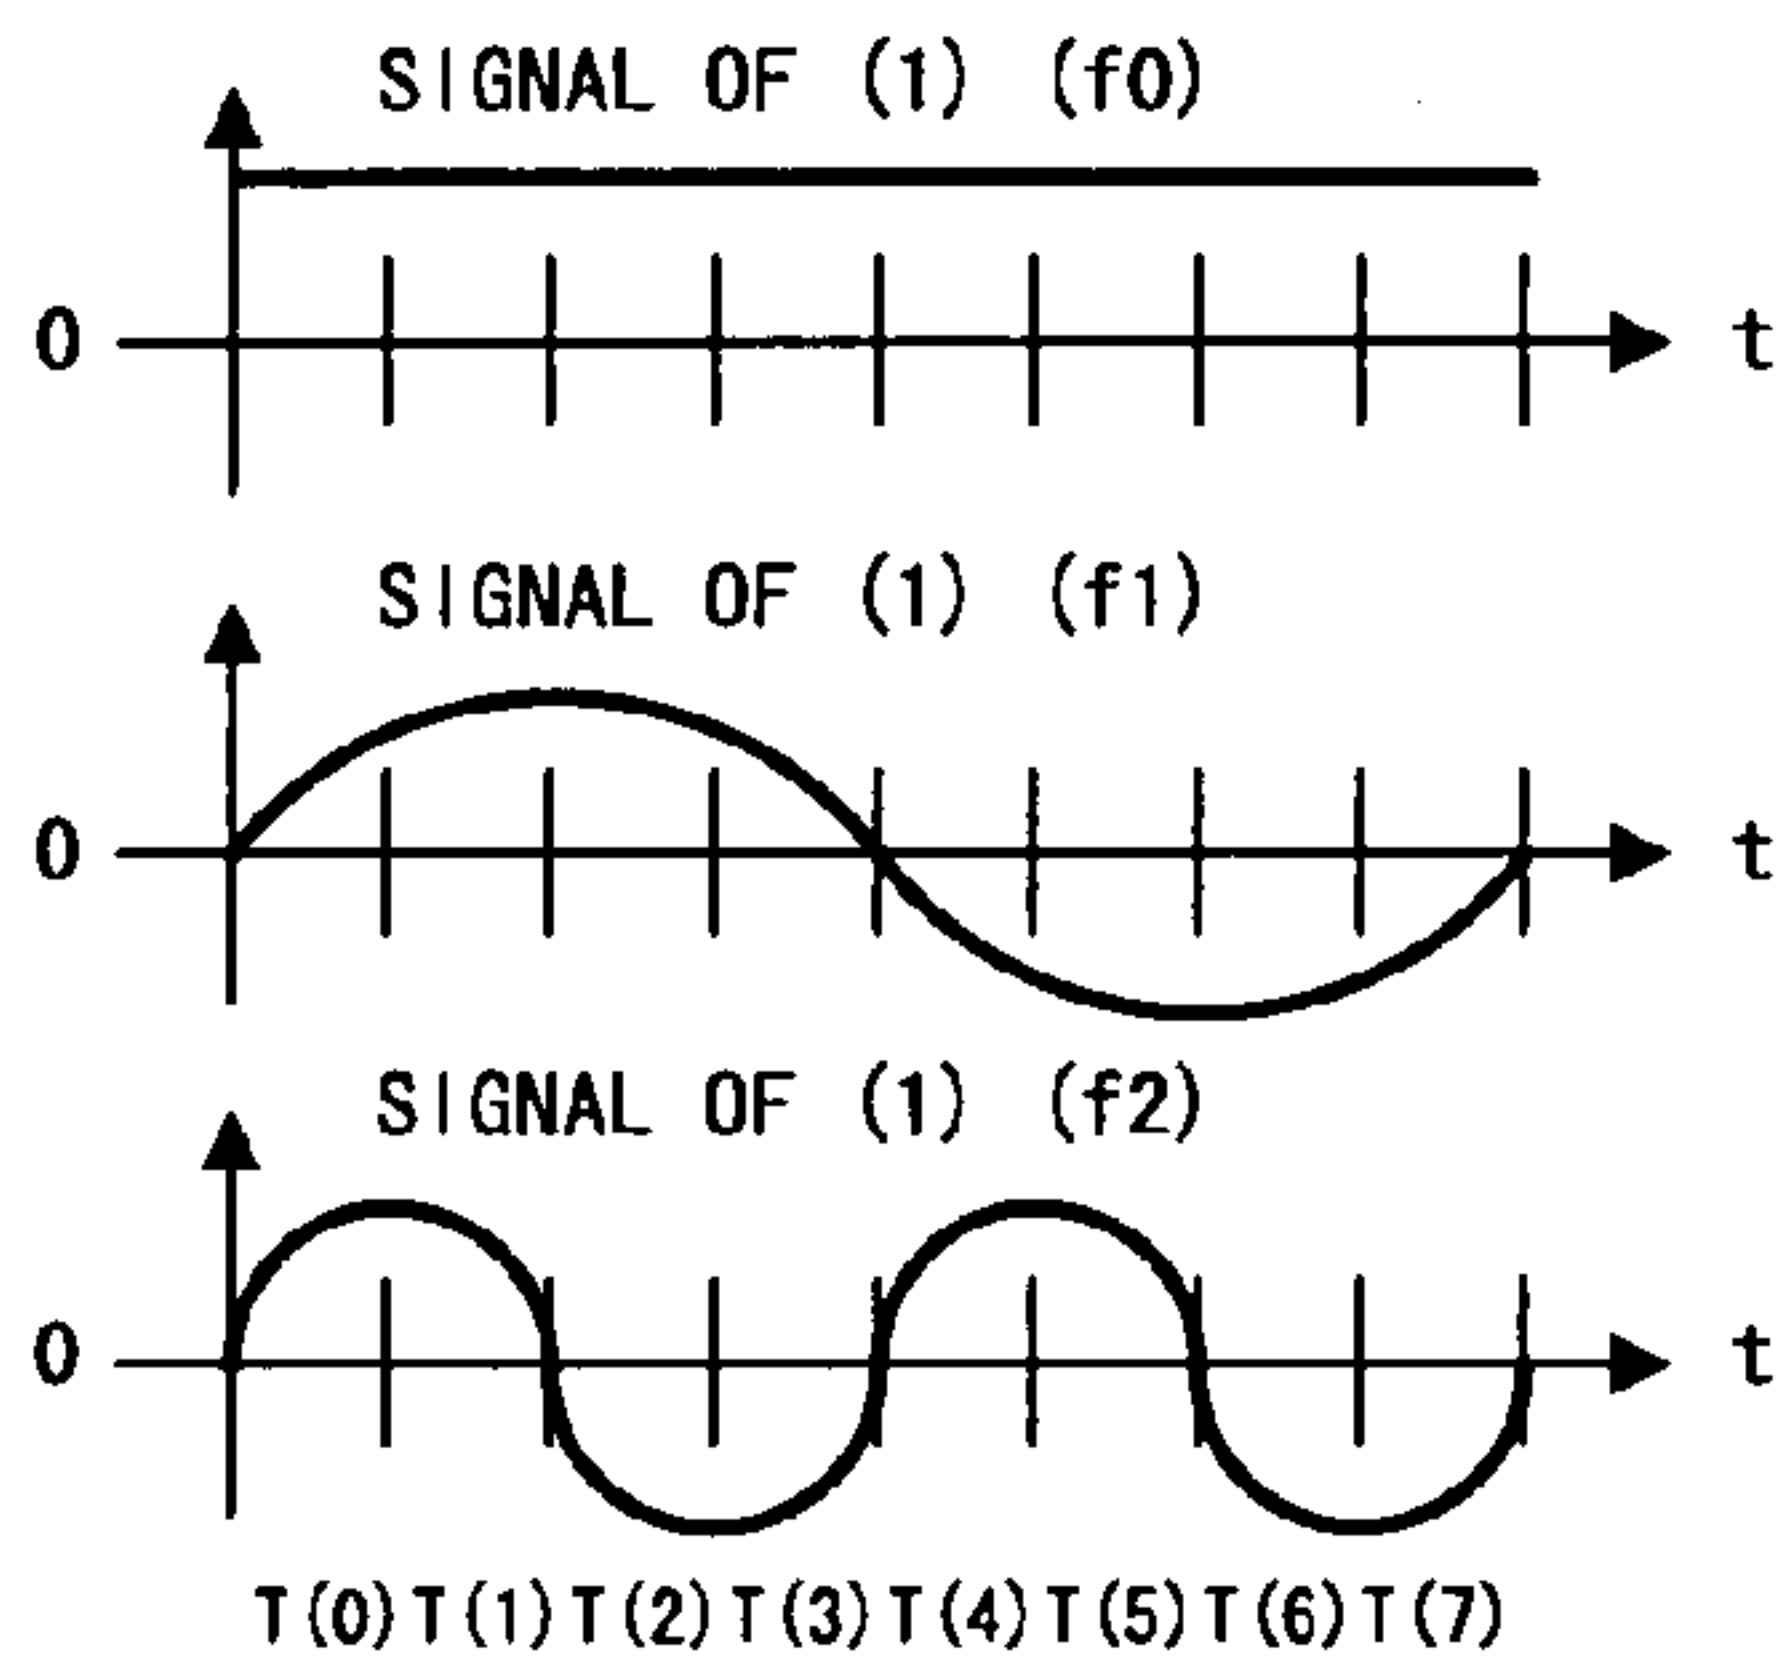 SIGNAL OF (1) (f0)
0 t
SIGNAL OF (1) (f1)
0 t
SIGNAL OF (1) (f2)
0 t
T(0) T(1) T(2) T(3) T(4) T(5) T(6) T(7)